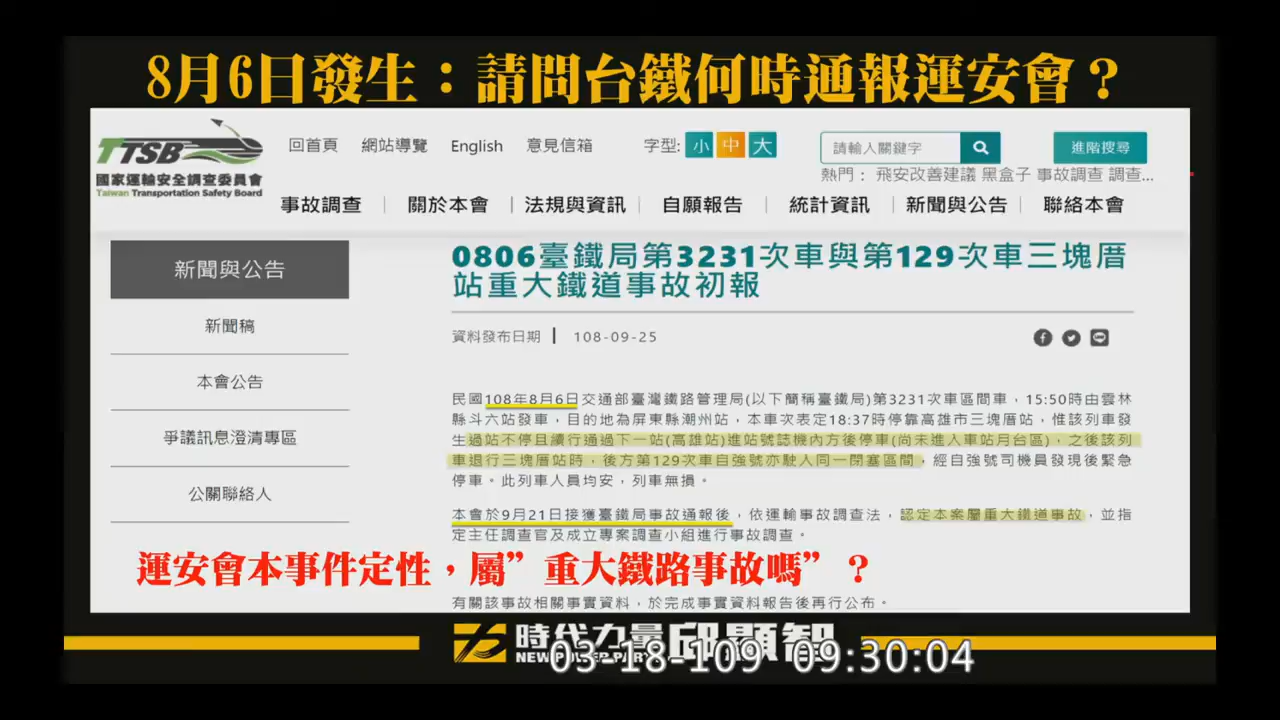 8月6日發生：請問台鐵何時通報運安會？
TTSB
國家運輸安全調查委員會
Taiwan Transportation Safety Board
回首頁 網站導覽 English 意見信箱 字型: 小 中 大 請輸入關鍵字 進階搜尋
熱門： 飛安改善建議 黑盒子 事故調查 調查...
事故調查 關於本會 法規與資訊 自願報告 統計資訊 新聞與公告 聯絡本會
新聞與公告
新聞稿
本會公告
爭議訊息澄清專區
公關聯絡人
0806臺鐵局第3231次車與第129次車三塊厝
站重大鐵道事故初報
資料發布日期 | 108-09-25
民國108年8月6日交通部臺灣鐵路管理局(以下簡稱臺鐵局)第3231次車區間車，15:50時由雲林
縣斗六站發車，目的地為屏東縣潮州站，本車次表定18:37時停靠高雄市三塊厝站，惟該列車發
生過站不停且續行通過下一站(高雄站)進站號誌機內方後停車(尚未進入車站月台區)，之後該列
車退行三塊厝站時，後方第129次車自強號亦駛入同一閉塞區間，經自強號司機員發現後緊急
停車。此列車人員均安，列車無損。
本會於9月21日接獲臺鐵局事故通報後，依運輸事故調查法，認定本案屬重大鐵道事故，並指
定主任調查官及成立專案調查小組進行事故調查。
運安會本事件定性，屬”重大鐵路事故嗎”？
有關該事故相關事實資料，於完成事實資料報告後再行公布。
時代力量 邱顯智
NEW POWER PARTY
03-18-109 09:30:04